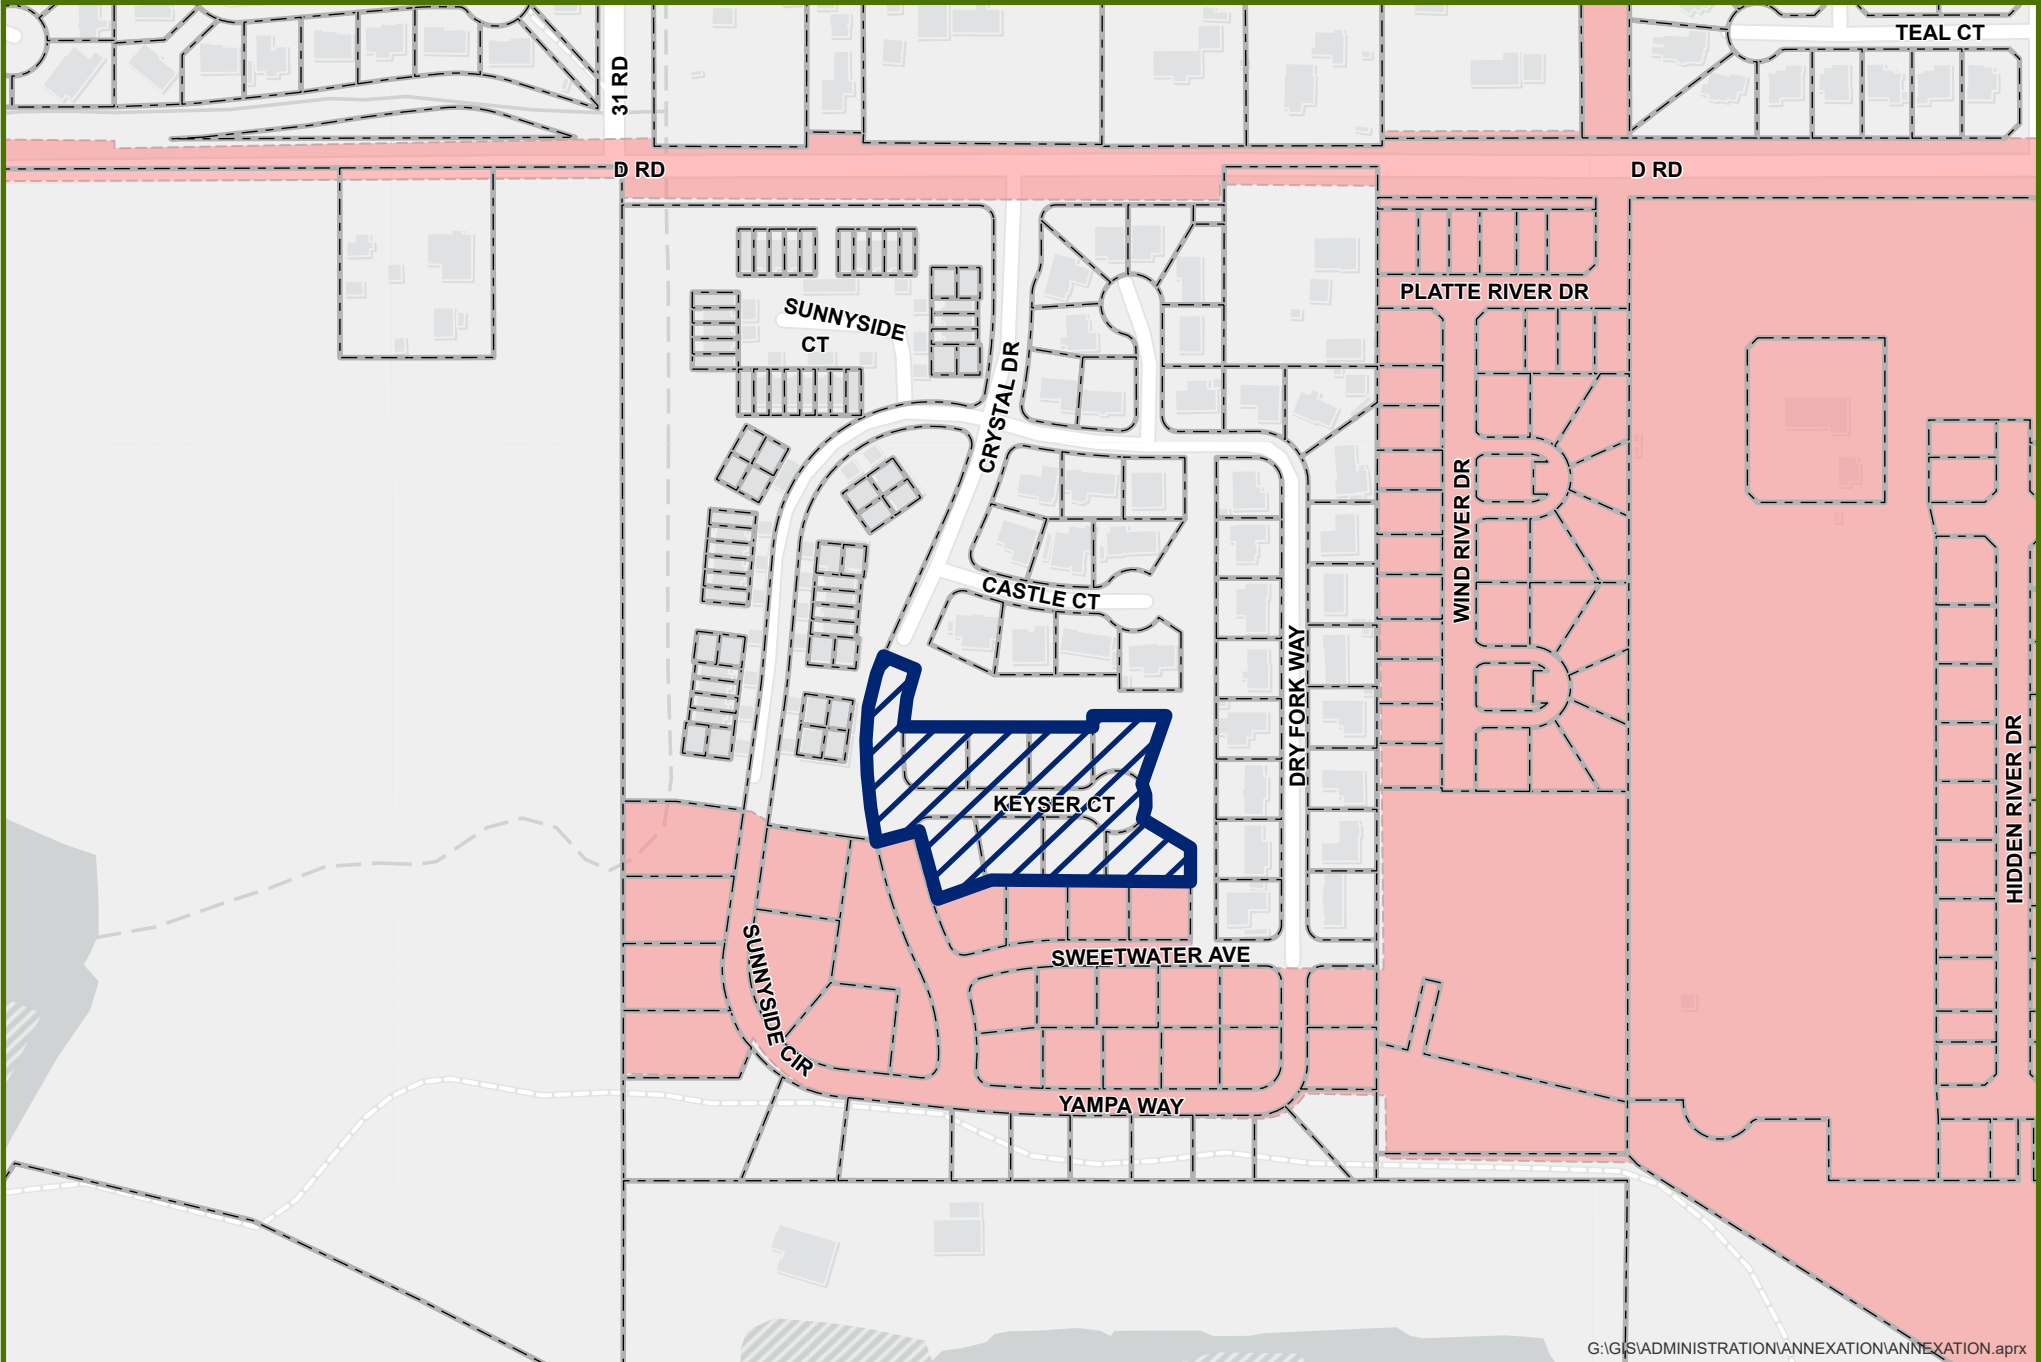 TEAL CT
31 RD
D RD
D RD
PLATTE RIVER DR
SUNNYSIDE
CT
CRYSTAL DR
WIND RIVER DR
CASTLE CT
DRY FORK WAY
KEYSER CT
HIDDEN RIVER DR
SUNNYSIDE CIR
SWEETWATER AVE
YAMPA WAY
G:\GIS\ADMINISTRATION\ANNEXATION\ANNEXATION.aprx